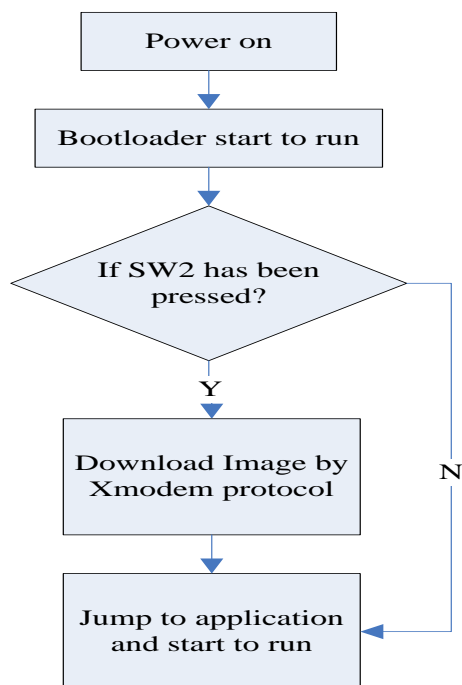 Power on
Bootloader start to run
If SW2 has been
pressed?
Y
Download Image by
Xmodem protocol
N
Jump to application
and start to run